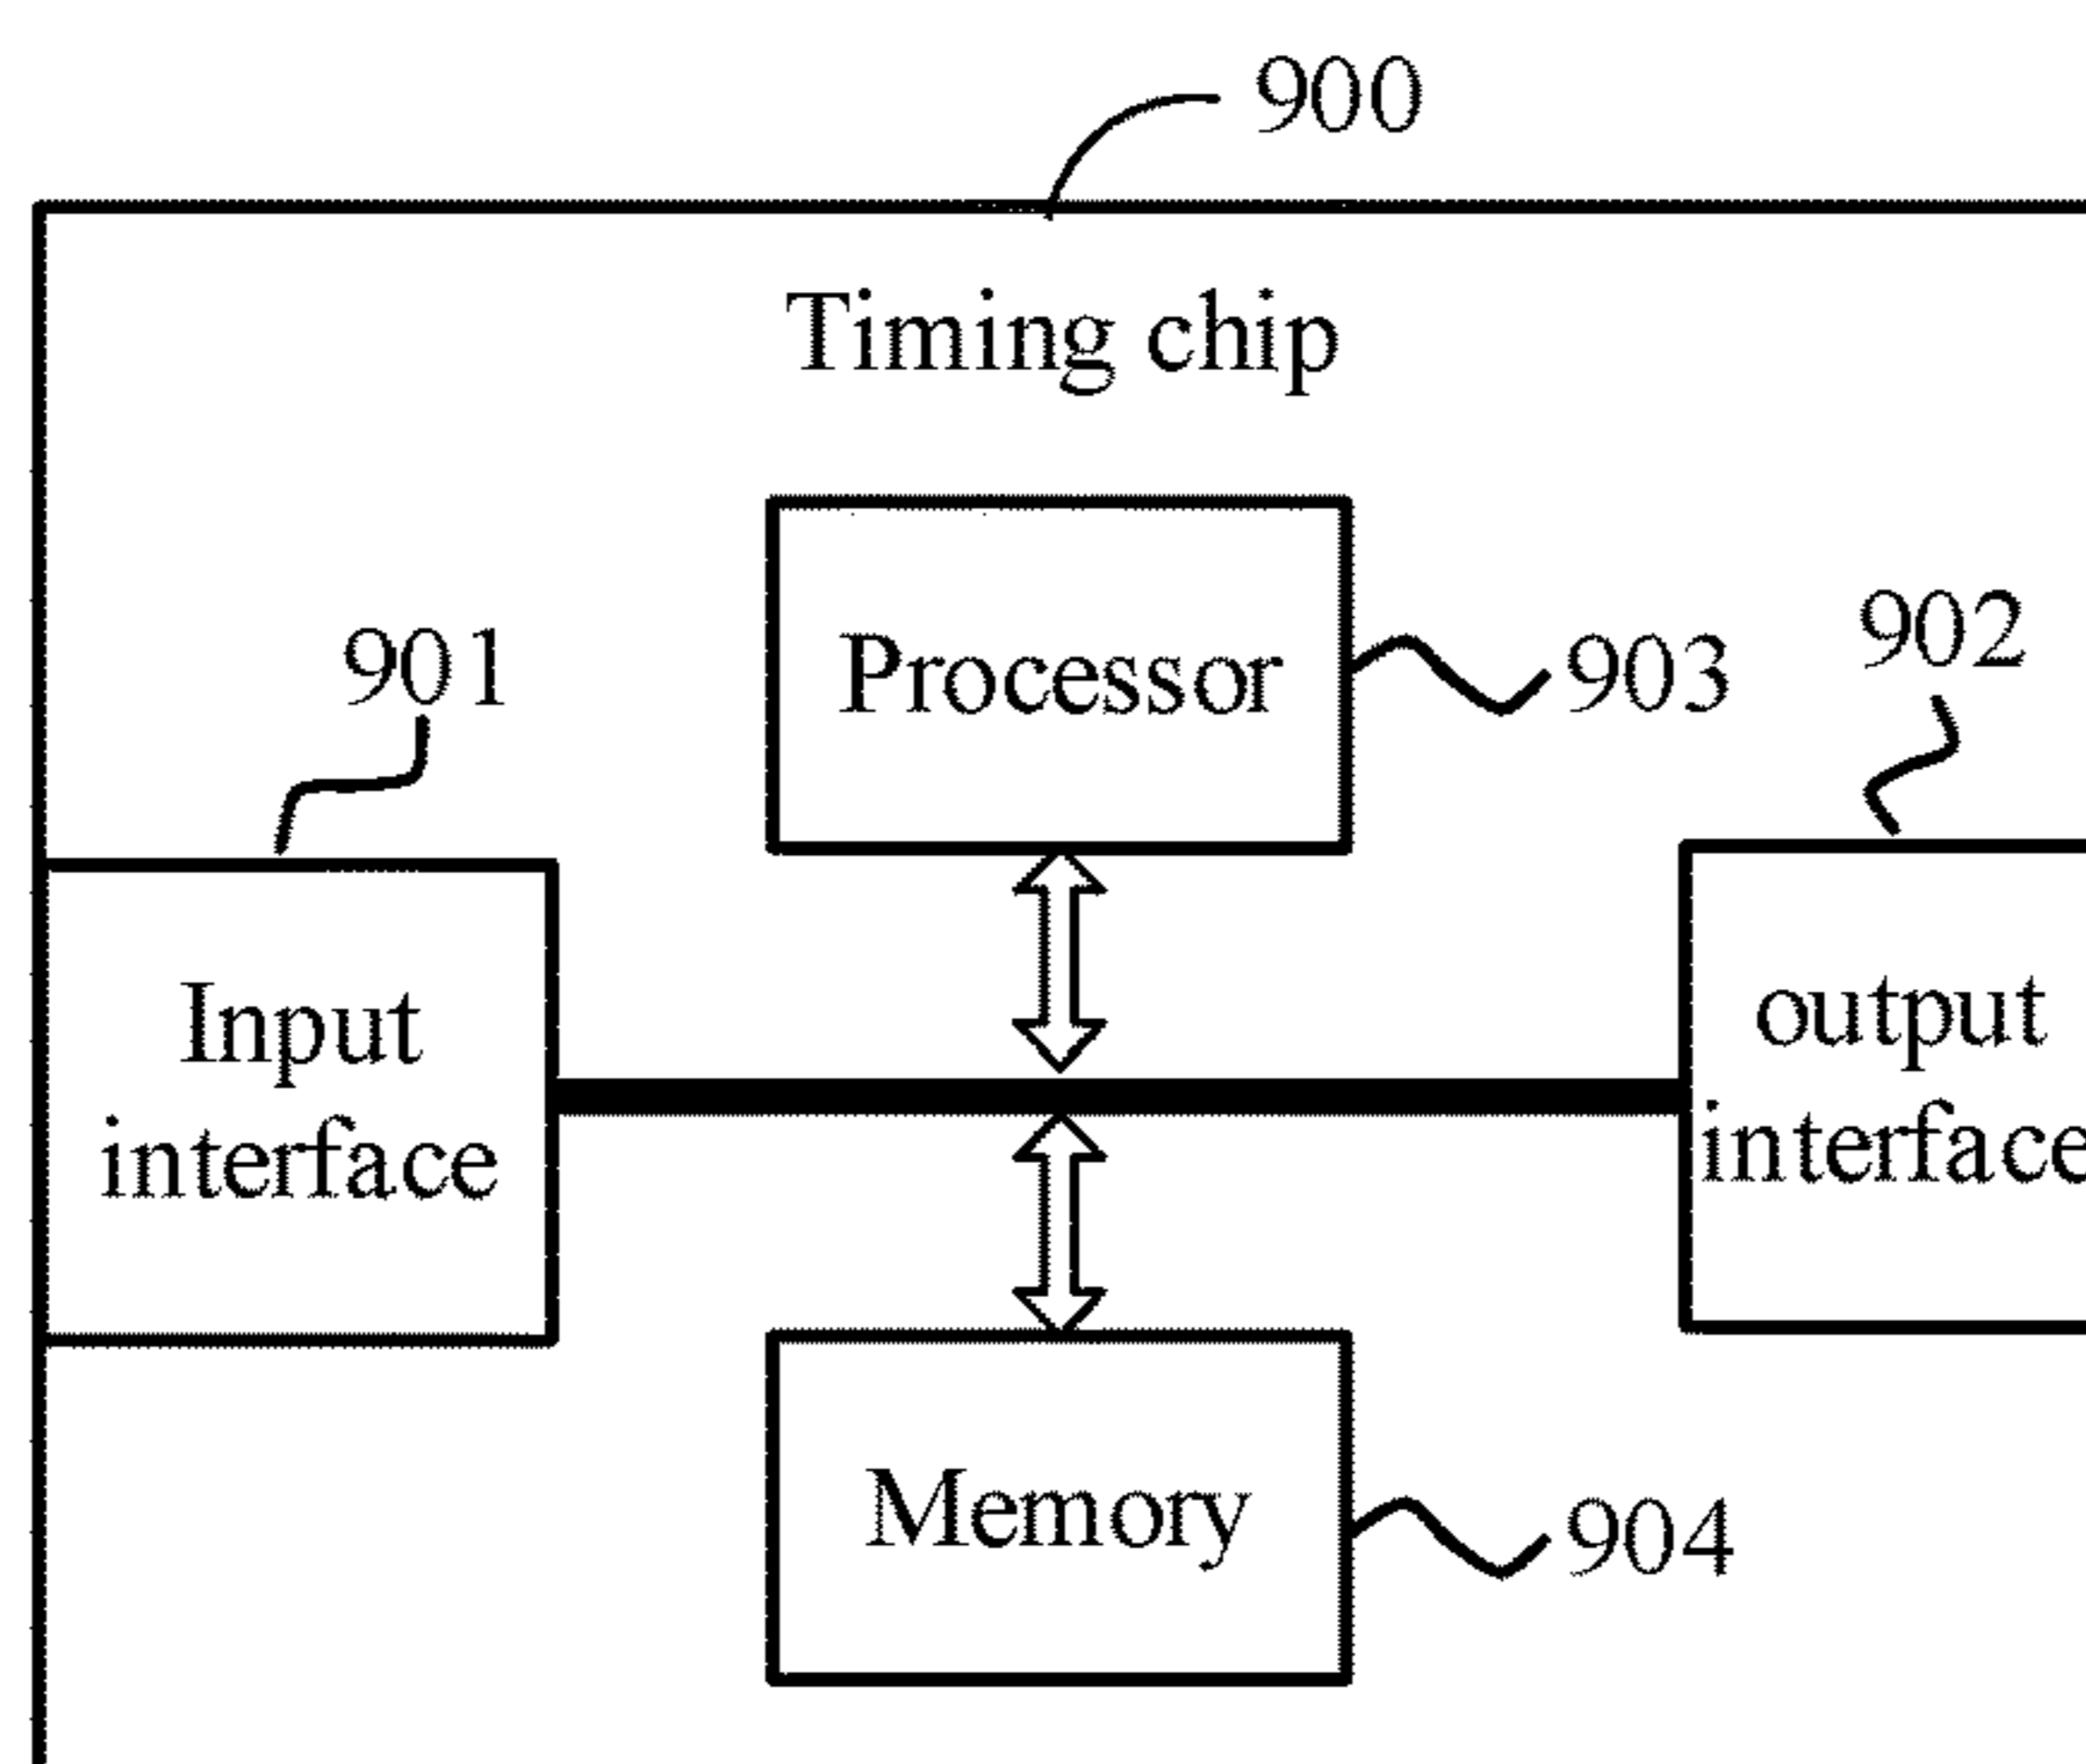 900
Timing chip
Processor
903
902
901
Input
interface
output
interface
Memory
904